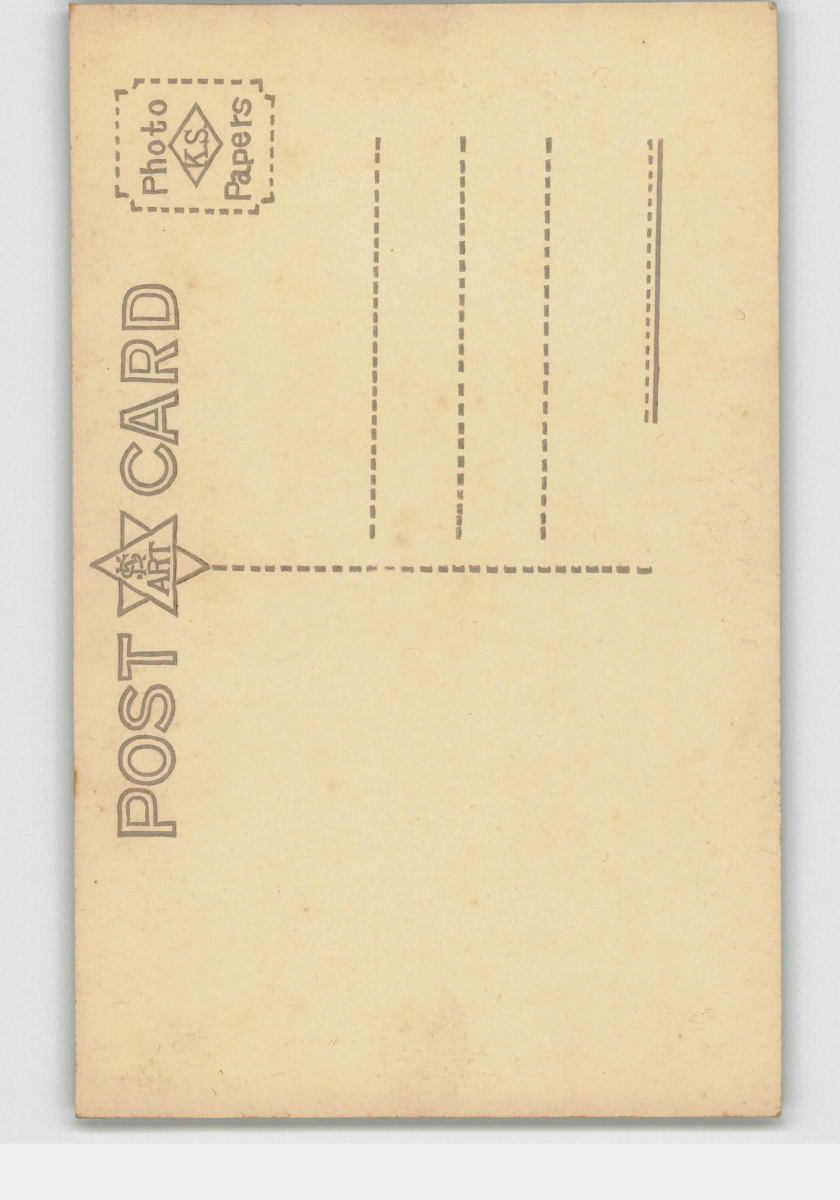 POST CARD
ART
Photo
K.S.
Papers